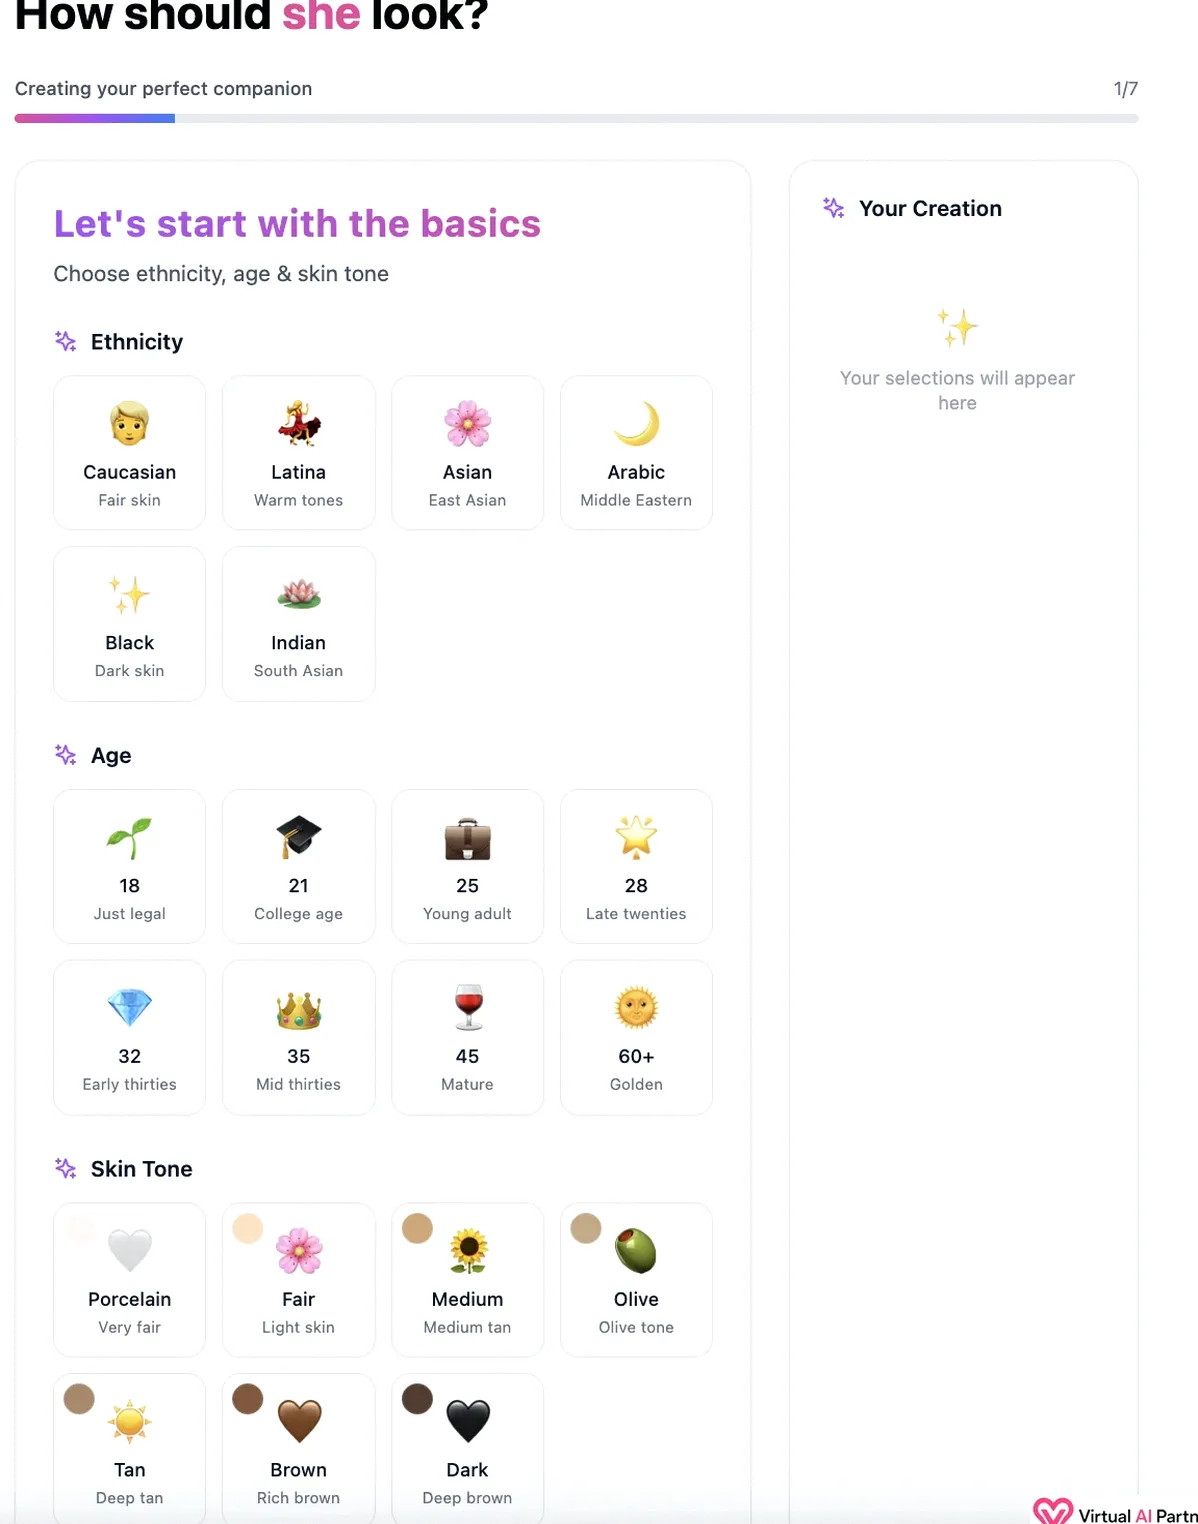 How should she look?
Creating your perfect companion
1/7
Let's start with the basics
Choose ethnicity, age & skin tone
Ethnicity
Caucasian
Fair skin
Latina
Warm tones
Asian
East Asian
Arabic
Middle Eastern
Black
Dark skin
Indian
South Asian
Age
18
Just legal
21
College age
25
Young adult
28
Late twenties
32
Early thirties
35
Mid thirties
45
Mature
60+
Golden
Skin Tone
Porcelain
Very fair
Fair
Light skin
Medium
Medium tan
Olive
Olive tone
Tan
Deep tan
Brown
Rich brown
Dark
Deep brown
Your Creation
Your selections will appear
here
Virtual AI Partn